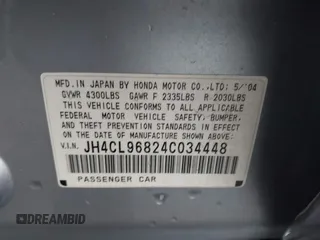 MFD. IN JAPAN BY HONDA MOTOR CO.,LTD. 5/'04
GVWR 4300LBS GAWR F 2335LBS R 2030LBS
THIS VEHICLE CONFORMS TO ALL APPLICABLE
FEDERAL MOTOR VEHICLE SAFETY, BUMPER,
AND THEFT PREVENTION STANDARDS IN EFFECT
ON THE DATE OF MANUFACTURE SHOWN ABOVE.
V.I.N. JH4CL96824C034448
PASSENGER CAR
DREAMBID